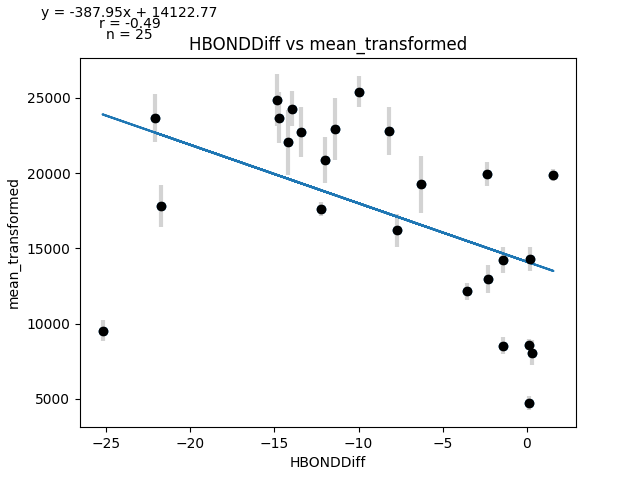 y = -387.95x + 14122.77
r = -0.49
n = 25
HBONDDiff vs mean_transformed
mean_transformed
25000
20000
15000
10000
5000
−25
−20
−15
−10
−5
0
HBONDDiff